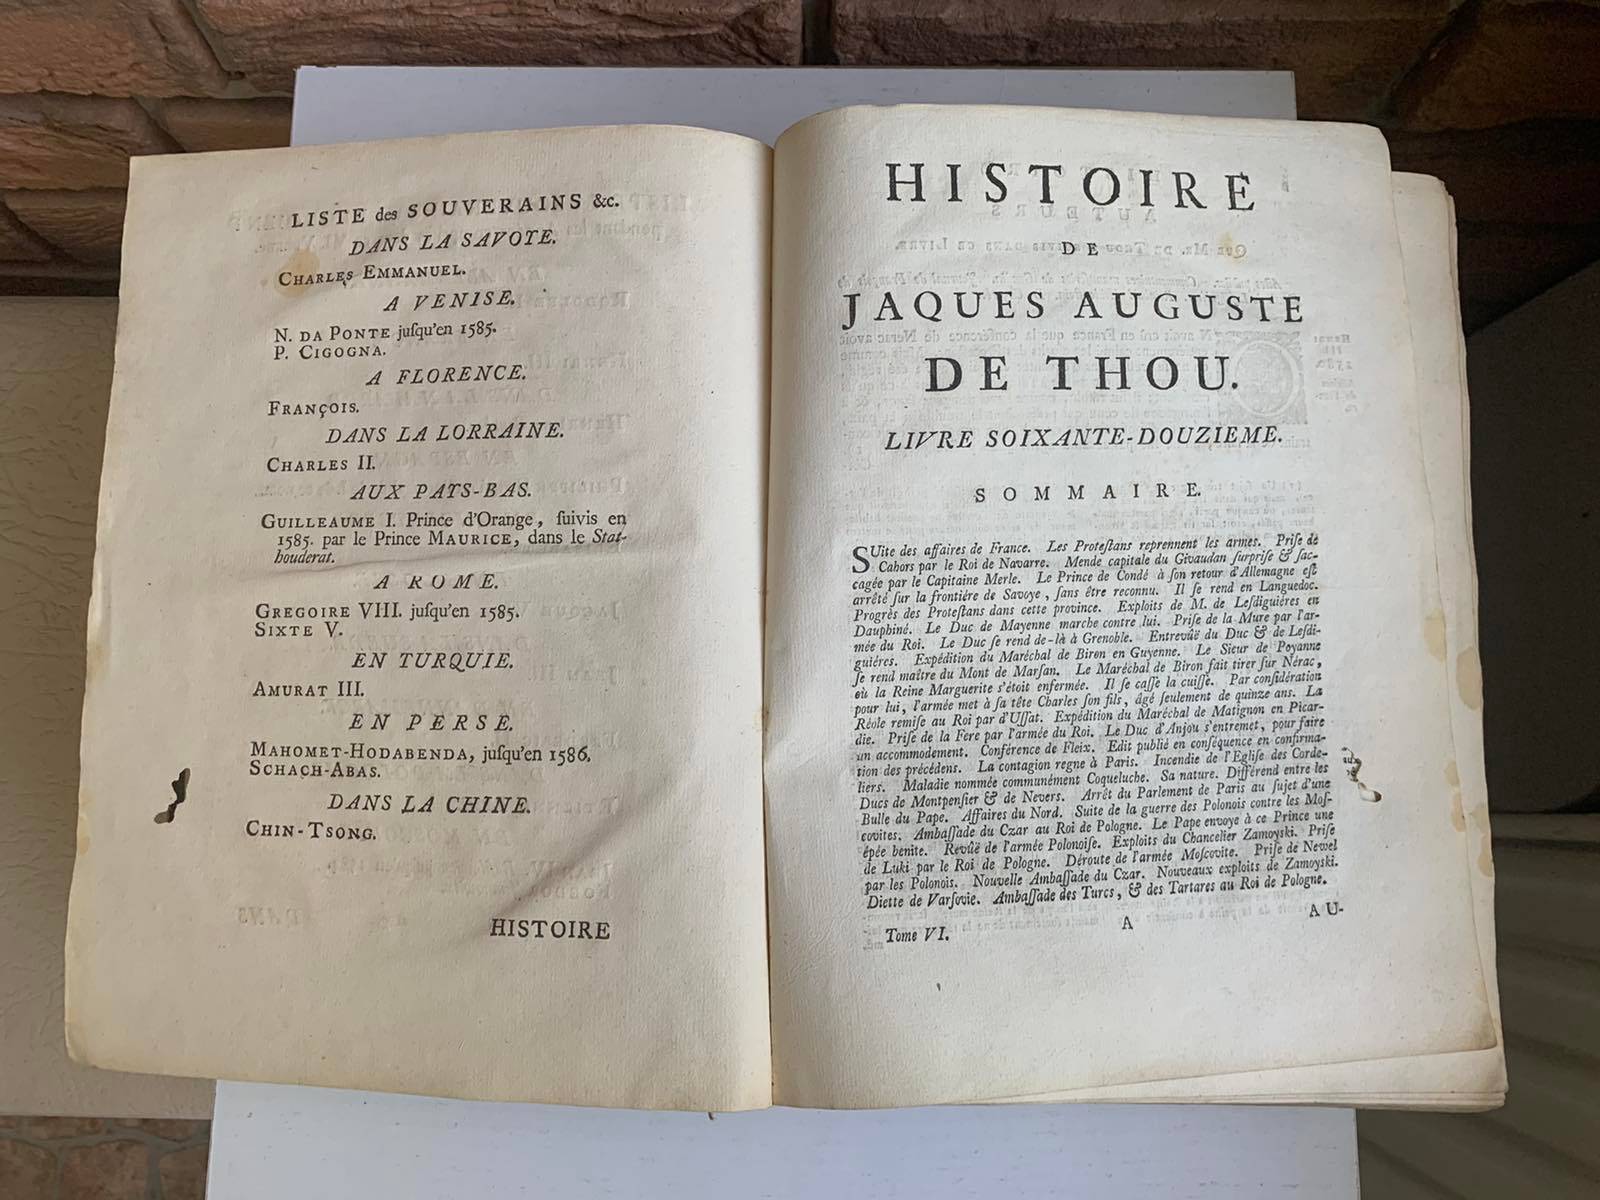 LISTE des SOUVERAINS &c.
DANS LA SAVOYE.
CHARLES EMMANUEL.
A VENISE.
N. DA PONTE juſqu'en 1585.
P. CIGOGNA.
A FLORENCE.
FRANÇOIS.
DANS LA LORRAINE.
CHARLES II.
AUX PAYS-BAS.
GUILLEAUME I. Prince d'Orange, ſuivis en
1585. par le Prince MAURICE, dans le Stat-
houderat.
A ROME.
GREGOIRE VIII. juſqu'en 1585.
SIXTE V.
EN TURQUIE.
AMURAT III.
EN PERSE.
MAHOMET-HODABENDA, juſqu'en 1586.
SCHACH-ABAS.
DANS LA CHINE.
CHIN-TSONG.
HISTOIRE
HISTOIRE
DE
JAQUES AUGUSTE
DE THOU.
LIVRE SOIXANTE-DOUZIEME.
SOMMAIRE.
SUite des affaires de France. Les Proteſtans reprennent les armes. Priſe de
Cahors par le Roi de Navarre. Mende capitale du Givaudan ſurpriſe & ſac-
cagée par le Capitaine Merle. Le Prince de Condé à ſon retour d'Allemagne eſt
arrêté ſur la frontiére de Savoye, ſans être reconnu. Il ſe rend en Languedoc.
Progrès des Proteſtans dans cette province. Exploits de M. de Leſdiguiéres en
Dauphiné. Le Duc de Mayenne marche contre lui. Priſe de la Mure par l'ar-
mée du Roi. Le Duc ſe rend de-là à Grenoble. Entrevûë du Duc & de Leſdi-
guiéres. Expédition du Maréchal de Biron en Guyenne. Le Sieur de Poyanne
ſe rend maître du Mont de Marſan. Le Maréchal de Biron fait tirer ſur Nérac,
où la Reine Marguerite s'étoit enfermée. Il ſe caſſe la cuiſſe. Par conſidération
pour lui, l'armée met à ſa tête Charles ſon fils, âgé ſeulement de quinze ans. La
Réole remiſe au Roi par d'Uſſat. Expédition du Maréchal de Matignon en Picar-
die. Priſe de la Fere par l'armée du Roi. Le Duc d'Anjou s'entremet, pour faire
un accommodement. Conférence de Fleix. Edit publié en conſéquence en confirma-
tion des précédens. La contagion regne à Paris. Incendie de l'Egliſe des Corde-
liers. Maladie nommée communément Coqueluche. Sa nature. Différend entre les
Ducs de Montpenſier & de Nevers. Arrêt du Parlement de Paris au ſujet d'une
Bulle du Pape. Affaires du Nord. Suite de la guerre des Polonois contre les Moſ-
covites. Ambaſſade du Czar au Roi de Pologne. Le Pape envoye à ce Prince une
épée benite. Revûë de l'armée Polonoiſe. Exploits du Chancelier Zamoyski. Priſe
de Luki par le Roi de Pologne. Déroute de l'armée Moſcovite. Priſe de Newel
par les Polonois. Nouvelle Ambaſſade du Czar. Nouveaux exploits de Zamoyski.
Diette de Varſovie. Ambaſſade des Turcs, & des Tartares au Roi de Pologne.
Tome VI. A AU-